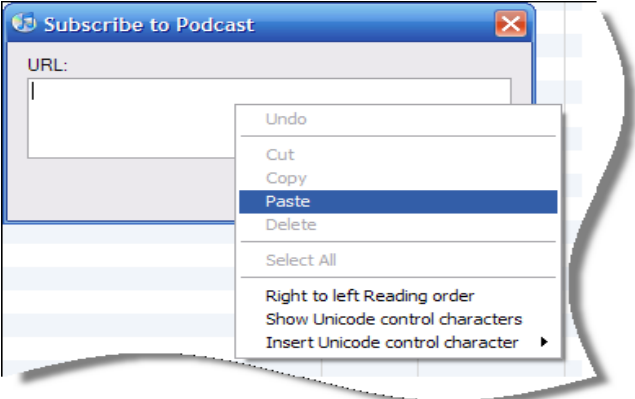 Subscribe to Podcast
URL:
Undo
Cut
Copy
Paste
Delete
Select All
Right to left Reading order
Show Unicode control characters
Insert Unicode control character